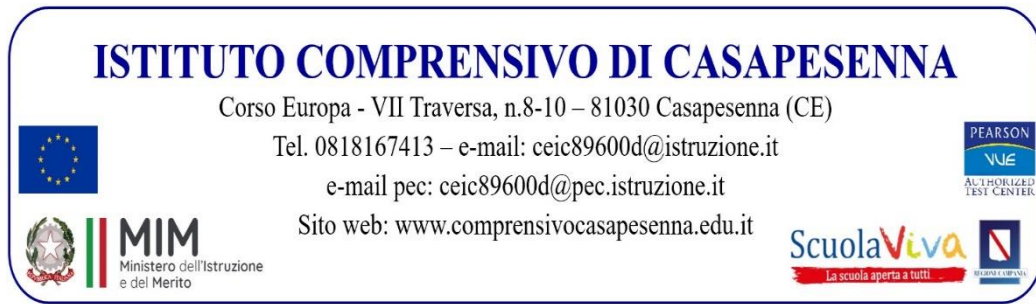 ISTITUTO COMPRENSIVO DI CASAPESENNA
Corso Europa - VII Traversa, n.8-10 – 81030 Casapesenna (CE)
Tel. 0818167413 – e-mail: ceic89600d@istruzione.it
e-mail pec: ceic89600d@pec.istruzione.it
Sito web: www.comprensivocasapesenna.edu.it
PEARSON
VUE
AUTHORIZED
TEST CENTER
MIM
Ministero dell'Istruzione
e del Merito
ScuolaViva
La scuola aperta a tutti
REGIONE CAMPANIA